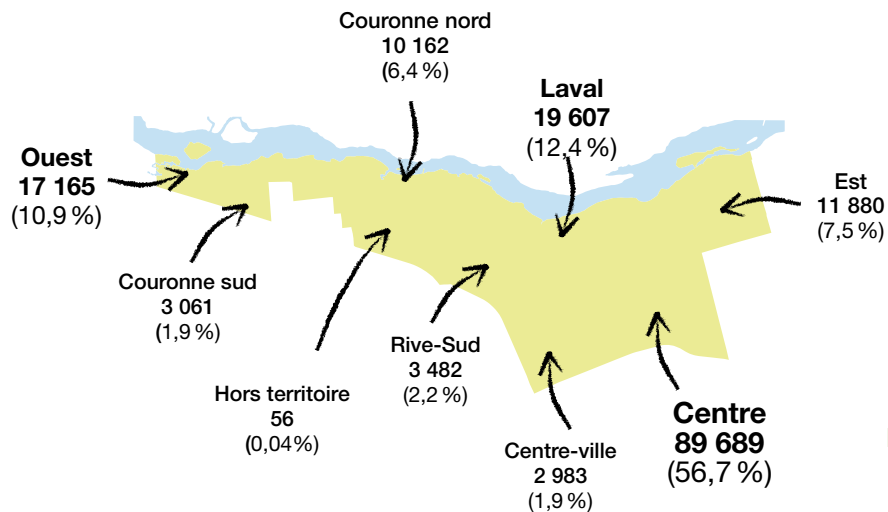 Couronne nord
10 162
(6,4 %)
Laval
19 607
(12,4 %)
Ouest
17 165
(10,9 %)
Est
11 880
(7,5 %)
Couronne sud
3 061
(1,9 %)
Rive-Sud
3 482
(2,2 %)
Hors territoire
56
(0,04%)
Centre-ville
2 983
(1,9 %)
Centre
89 689
(56,7 %)